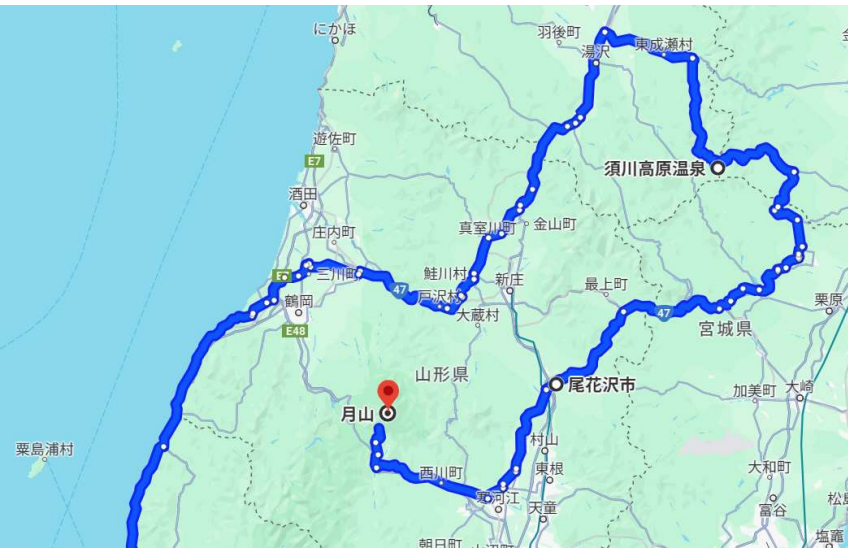 にかほ
羽後町
東成瀬村
湯沢
遊佐町
E7
須川高原温泉
酒田
真室川町
金山町
庄内町
三川町
鮭川村
新庄
最上町
47
戸沢村
47
鶴岡
大蔵村
栗原
宮城県
E48
山形県
尾花沢市
加美町
大崎
月山
村山
粟島浦村
西川町
東根
大和町
寒河江
天童
富谷
松島
塩竈
朝日町